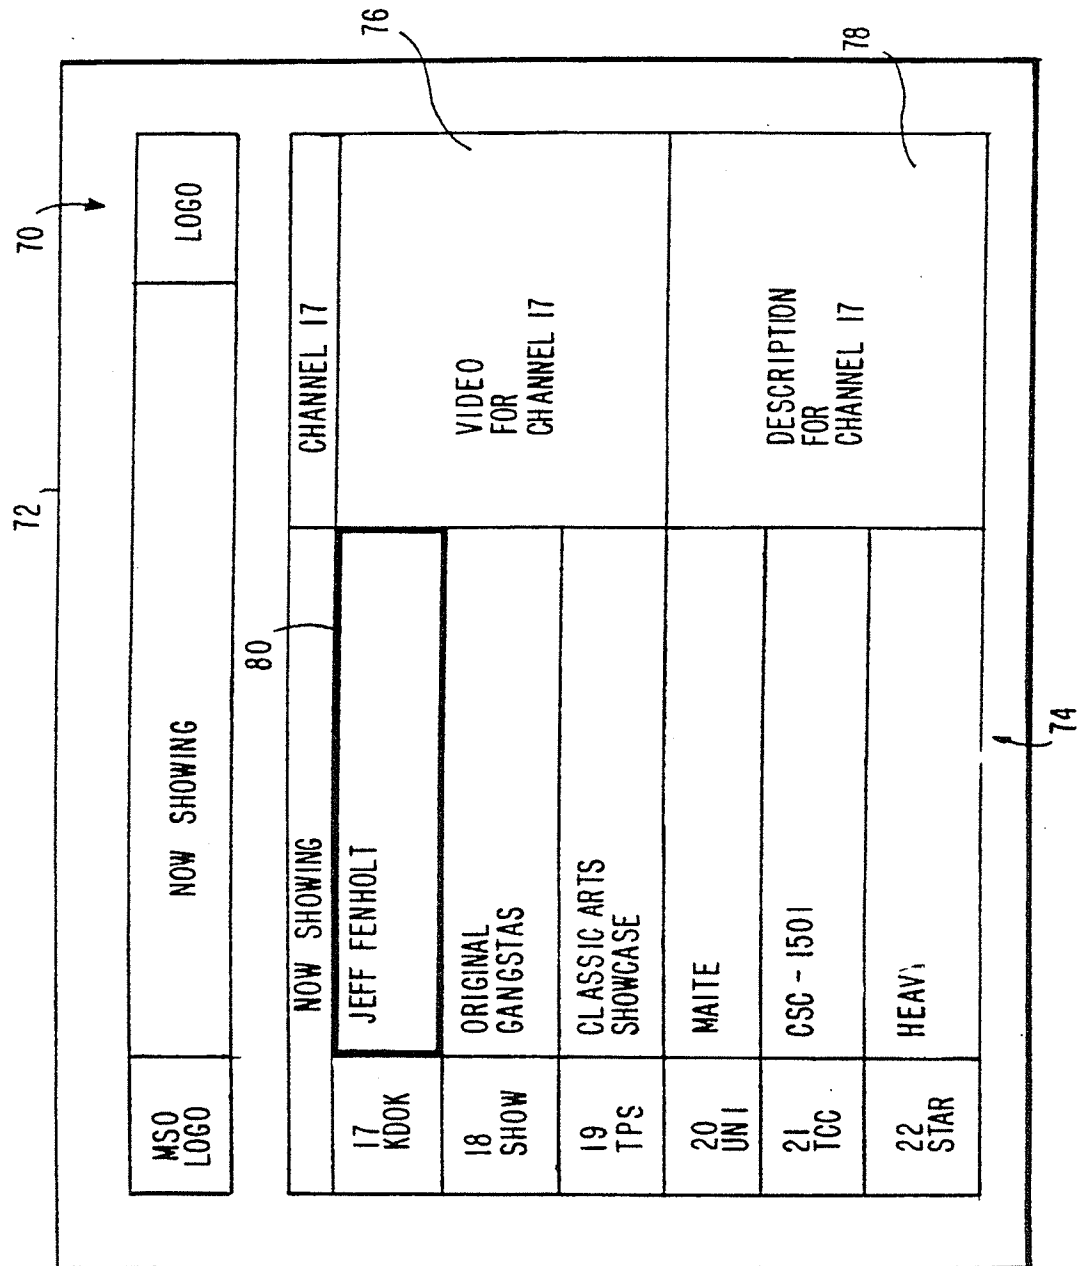 72
70
MSO
LOGO
NOW SHOWING
LOGO
80
NOW SHOWING
CHANNEL 17
17
KDOK
JEFF FENHOLT
18
SHOW
ORIGINAL
GANGSTAS
VIDEO
FOR
CHANNEL 17
76
19
TPS
CLASSIC ARTS
SHOWCASE
20
UNI
MAITE
21
TCC
CSC - 1501
DESCRIPTION
FOR
CHANNEL 17
78
22
STAR
74